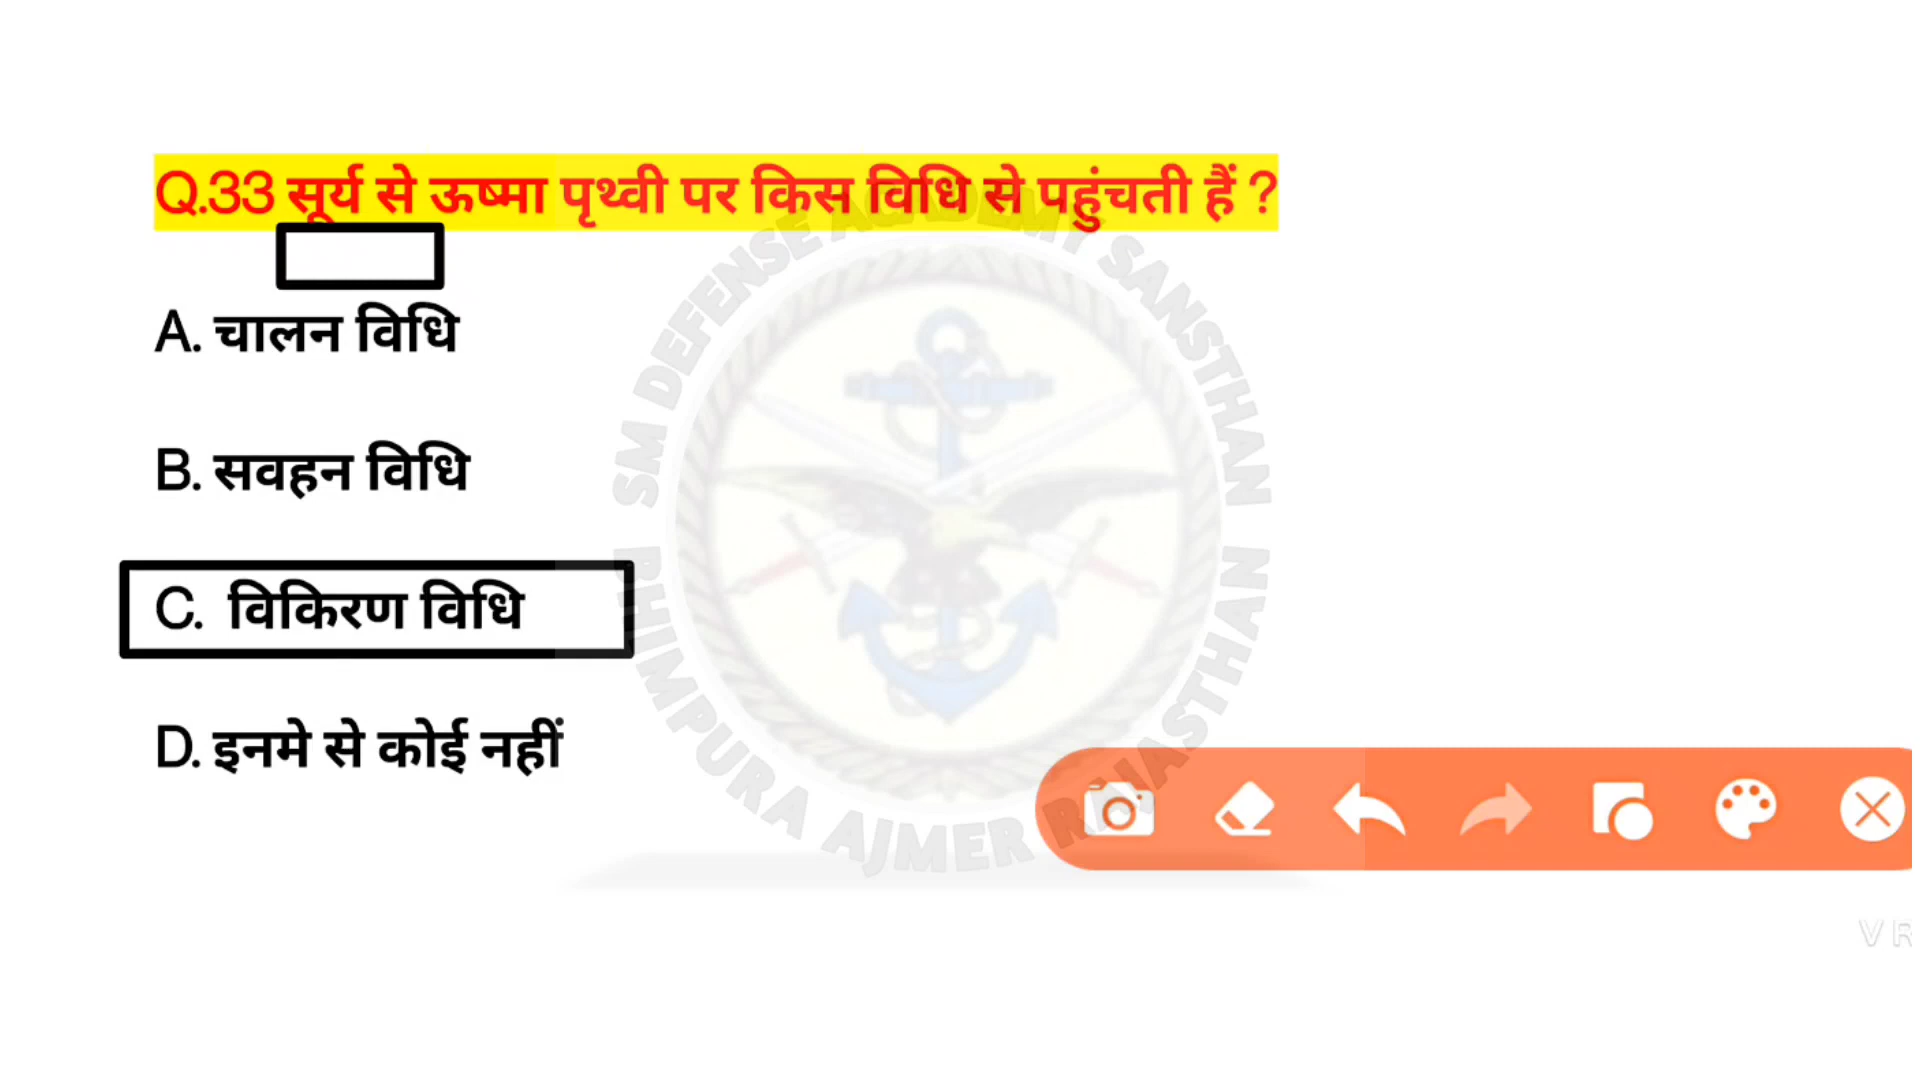 Q.33 सूर्य से ऊष्मा पृथ्वी पर किस विधि से पहुंचती हैं ?
A. चालन विधि
B. सवहन विधि
C. विकिरण विधि
D. इनमे से कोई नहीं
SM DEFENSE ACADEMY SANSTHAN
BHIMPURA AJMER RAJASTHAN
V R